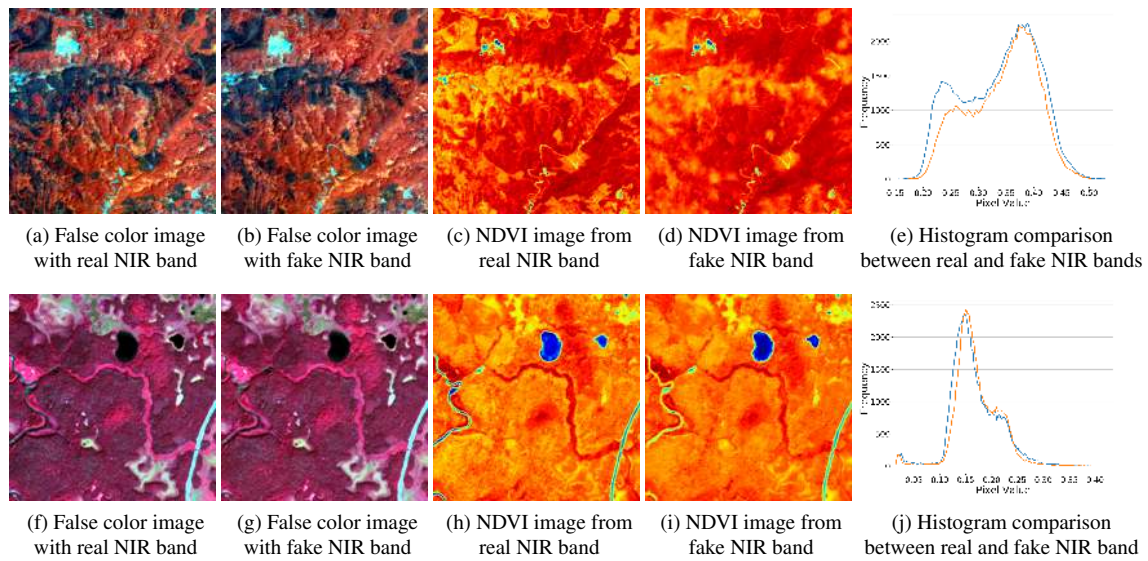 Frequency
Pixel Value
(a) False color image
with real NIR band
(b) False color image
with fake NIR band
(c) NDVI image from
real NIR band
(d) NDVI image from
fake NIR band
(e) Histogram comparison
between real and fake NIR bands
Frequency
Pixel Value
(f) False color image
with real NIR band
(g) False color image
with fake NIR band
(h) NDVI image from
real NIR band
(i) NDVI image from
fake NIR band
(j) Histogram comparison
between real and fake NIR band